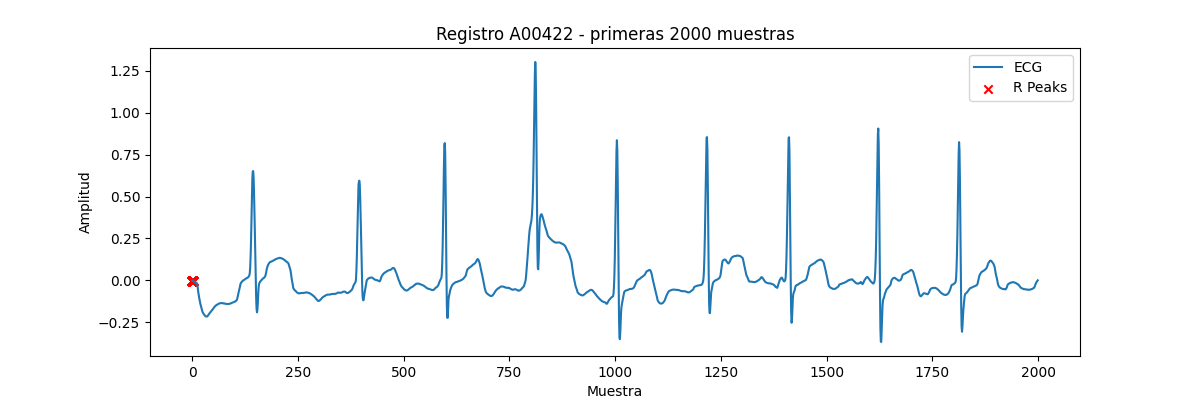 Registro A00422 - primeras 2000 muestras
ECG
R Peaks
Amplitud
1.25
1.00
0.75
0.50
0.25
0.00
−0.25
0 250 500 750 1000 1250 1500 1750 2000
Muestra